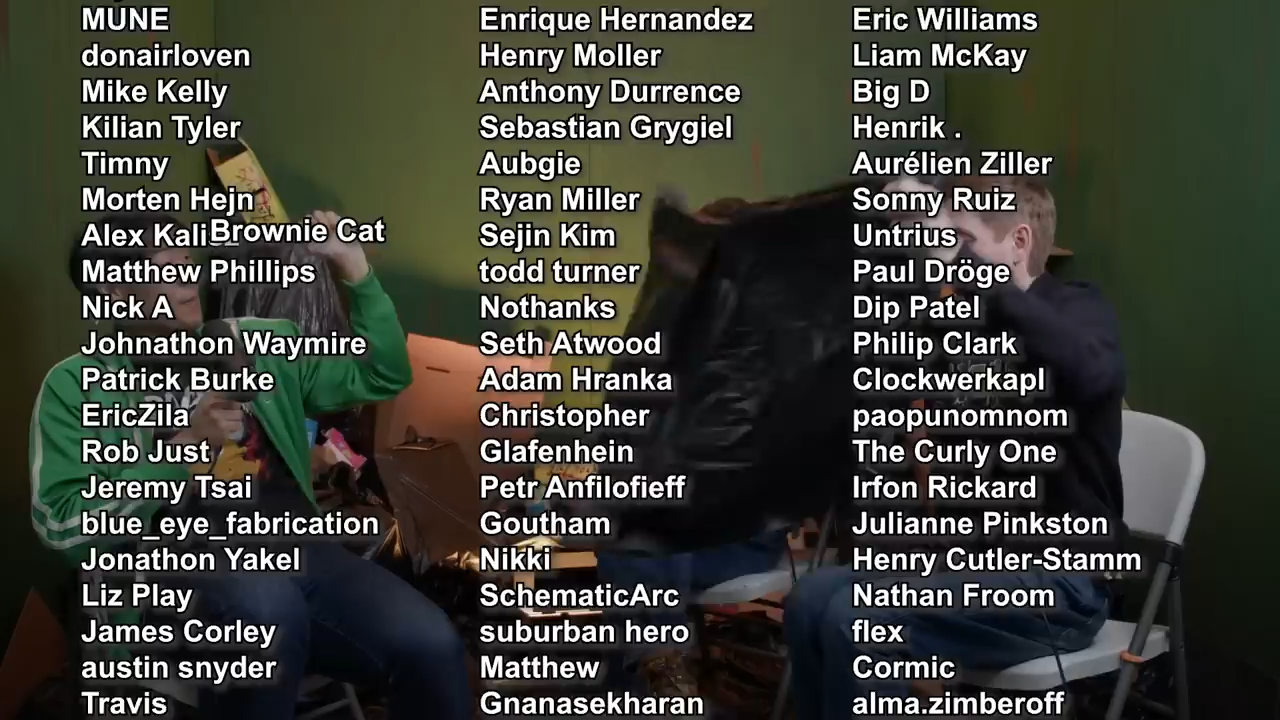 MUNE
donairloven
Mike Kelly
Kilian Tyler
Timny
Morten Hejn
Alex
Brownie Cat
Matthew Phillips
Nick A
Johnathon Waymire
Patrick Burke
EricZila
Rob Just
Jeremy Tsai
blue_eye_fabrication
Jonathon Yakel
Liz Play
James Corley
austin snyder
Travis
Enrique Hernandez
Henry Moller
Anthony Durrence
Sebastian Grygiel
Aubgie
Ryan Miller
Sejin Kim
todd turner
Nothanks
Seth Atwood
Adam Hranka
Christopher
Glafenhein
Petr Anfilofieff
Goutham
Nikki
SchematicArc
suburban hero
Matthew
Gnanasekharan
Eric Williams
Liam McKay
Big D
Henrik .
Aurélien Ziller
Sonny Ruiz
Untrius
Paul Dröge
Dip Patel
Philip Clark
Clockwerkapl
paopunomnom
The Curly One
Irfon Rickard
Julianne Pinkston
Henry Cutler-Stamm
Nathan Froom
flex
Cormic
alma.zimberoff